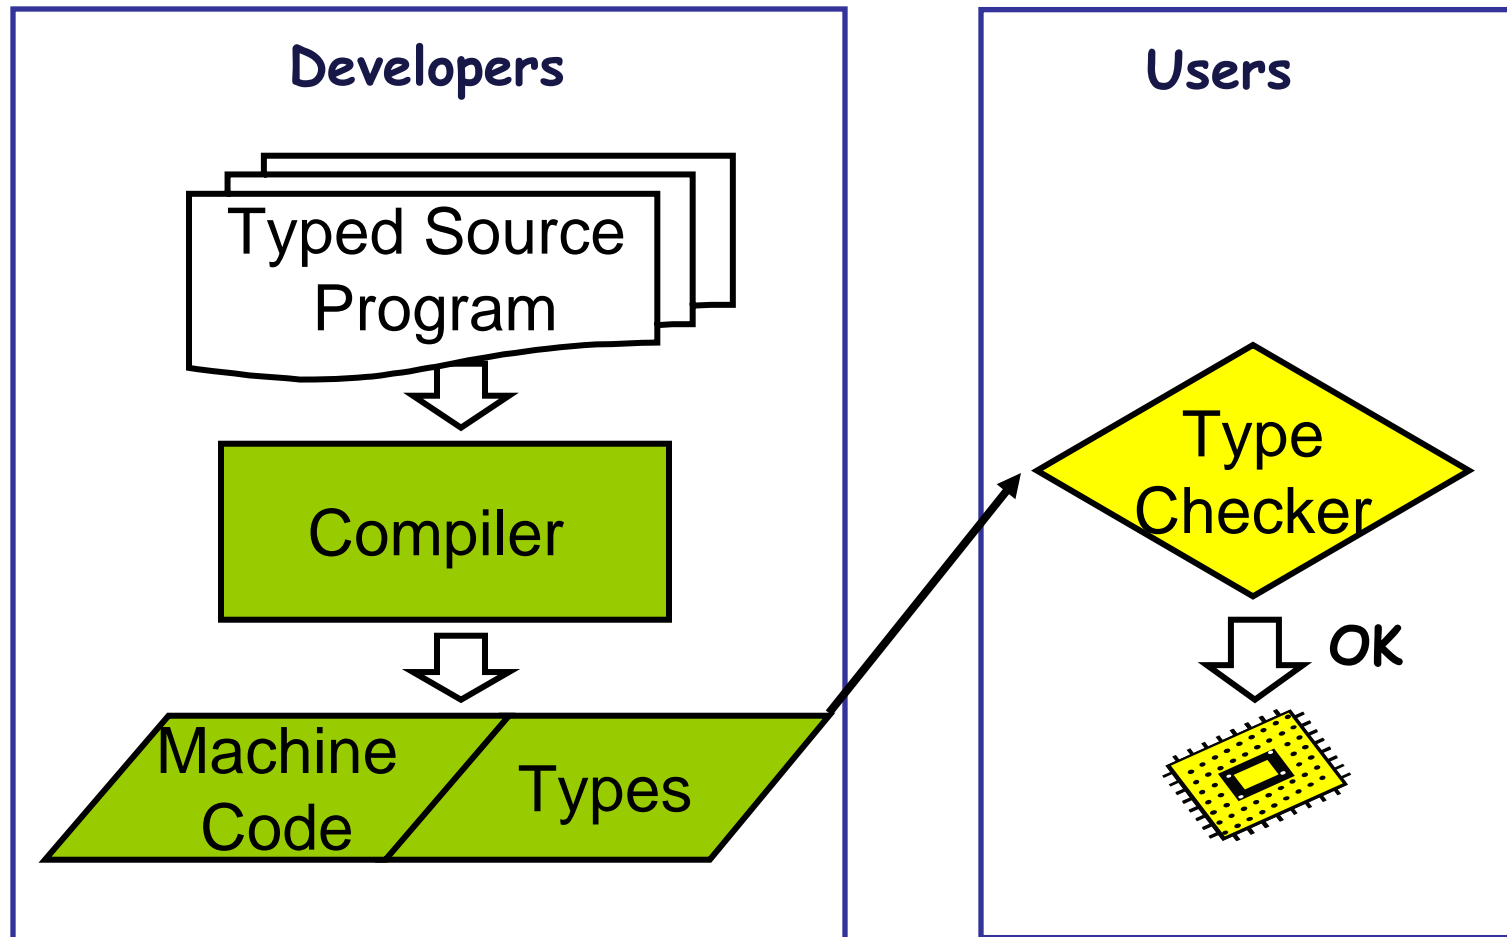 Developers
Typed Source
Program
Compiler
Machine
Code
Types
Users
Type
Checker
OK